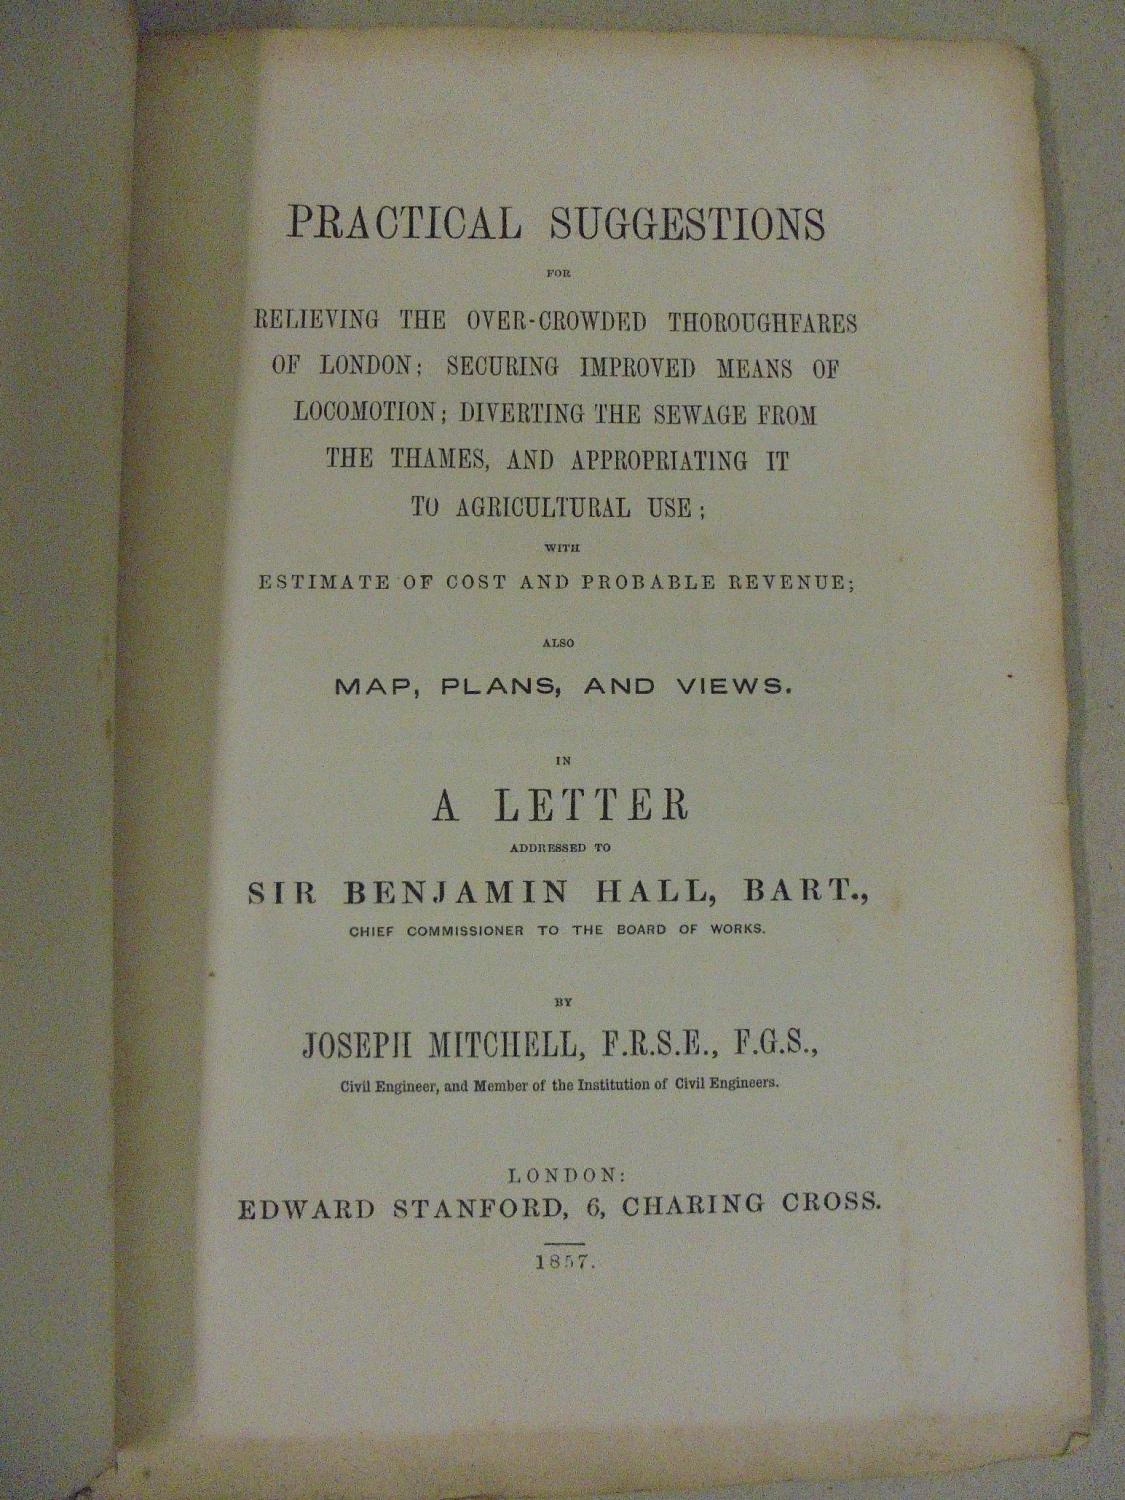 PRACTICAL SUGGESTIONS
FOR
RELIEVING THE OVER-CROWDED THOROUGHFARES
OF LONDON; SECURING IMPROVED MEANS OF
LOCOMOTION; DIVERTING THE SEWAGE FROM
THE THAMES, AND APPROPRIATING IT
TO AGRICULTURAL USE;
WITH
ESTIMATE OF COST AND PROBABLE REVENUE;
ALSO
MAP, PLANS, AND VIEWS.
IN
A LETTER
ADDRESSED TO
SIR BENJAMIN HALL, BART.,
CHIEF COMMISSIONER TO THE BOARD OF WORKS.
BY
JOSEPH MITCHELL, F.R.S.E., F.G.S.,
Civil Engineer, and Member of the Institution of Civil Engineers.
LONDON:
EDWARD STANFORD, 6, CHARING CROSS.
1857.